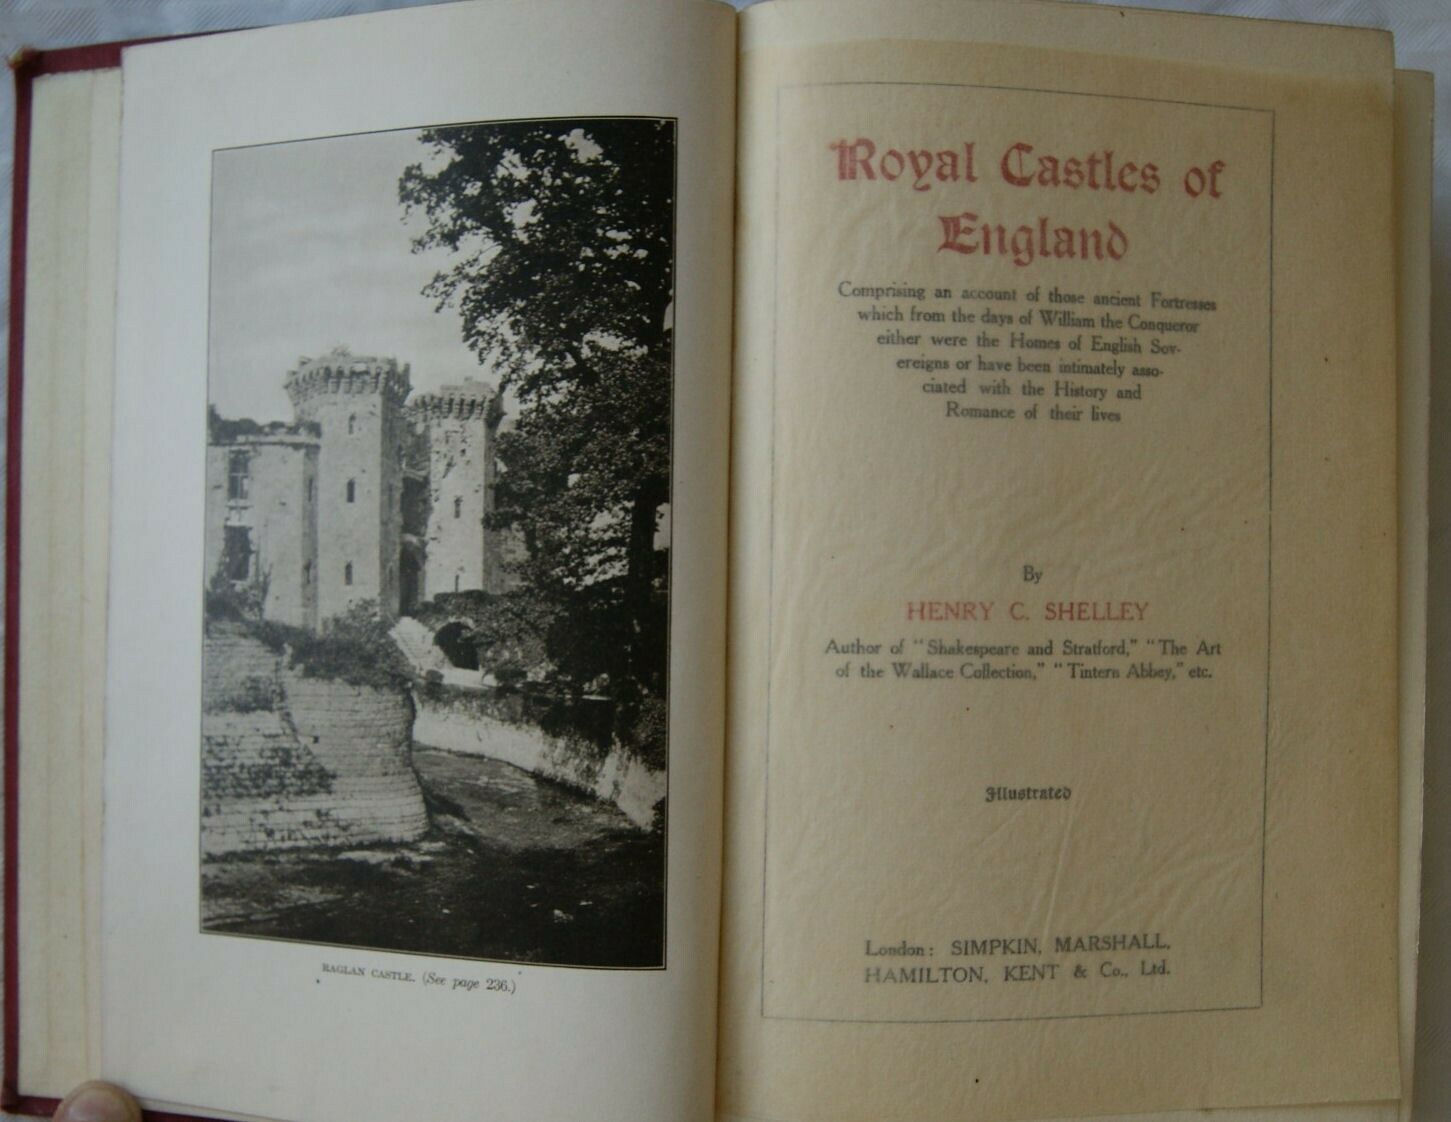 RAGLAN CASTLE. (See page 236.)
Royal Castles of
England
Comprising an account of those ancient Fortresses
which from the days of William the Conqueror
either were the Homes of English Sov-
ereigns or have been intimately asso-
ciated with the History and
Romance of their lives
By
HENRY C. SHELLEY
Author of "Shakespeare and Stratford," "The Art
of the Wallace Collection," "Tintern Abbey," etc.
Illustrated
London: SIMPKIN, MARSHALL,
HAMILTON, KENT & Co., Ltd.